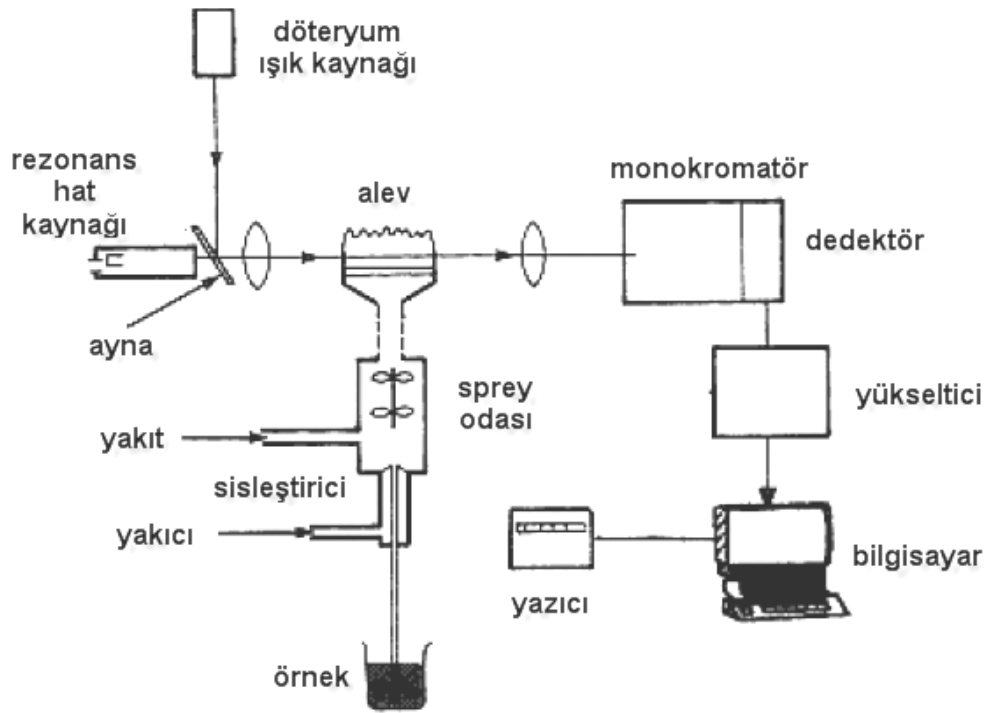 döteryum
ışık kaynağı
rezonans
hat
kaynağı
alev
monokromatör
dedektör
ayna
sprey
odası
yükseltici
yakıt
sisleştirici
yakıcı
bilgisayar
yazıcı
örnek